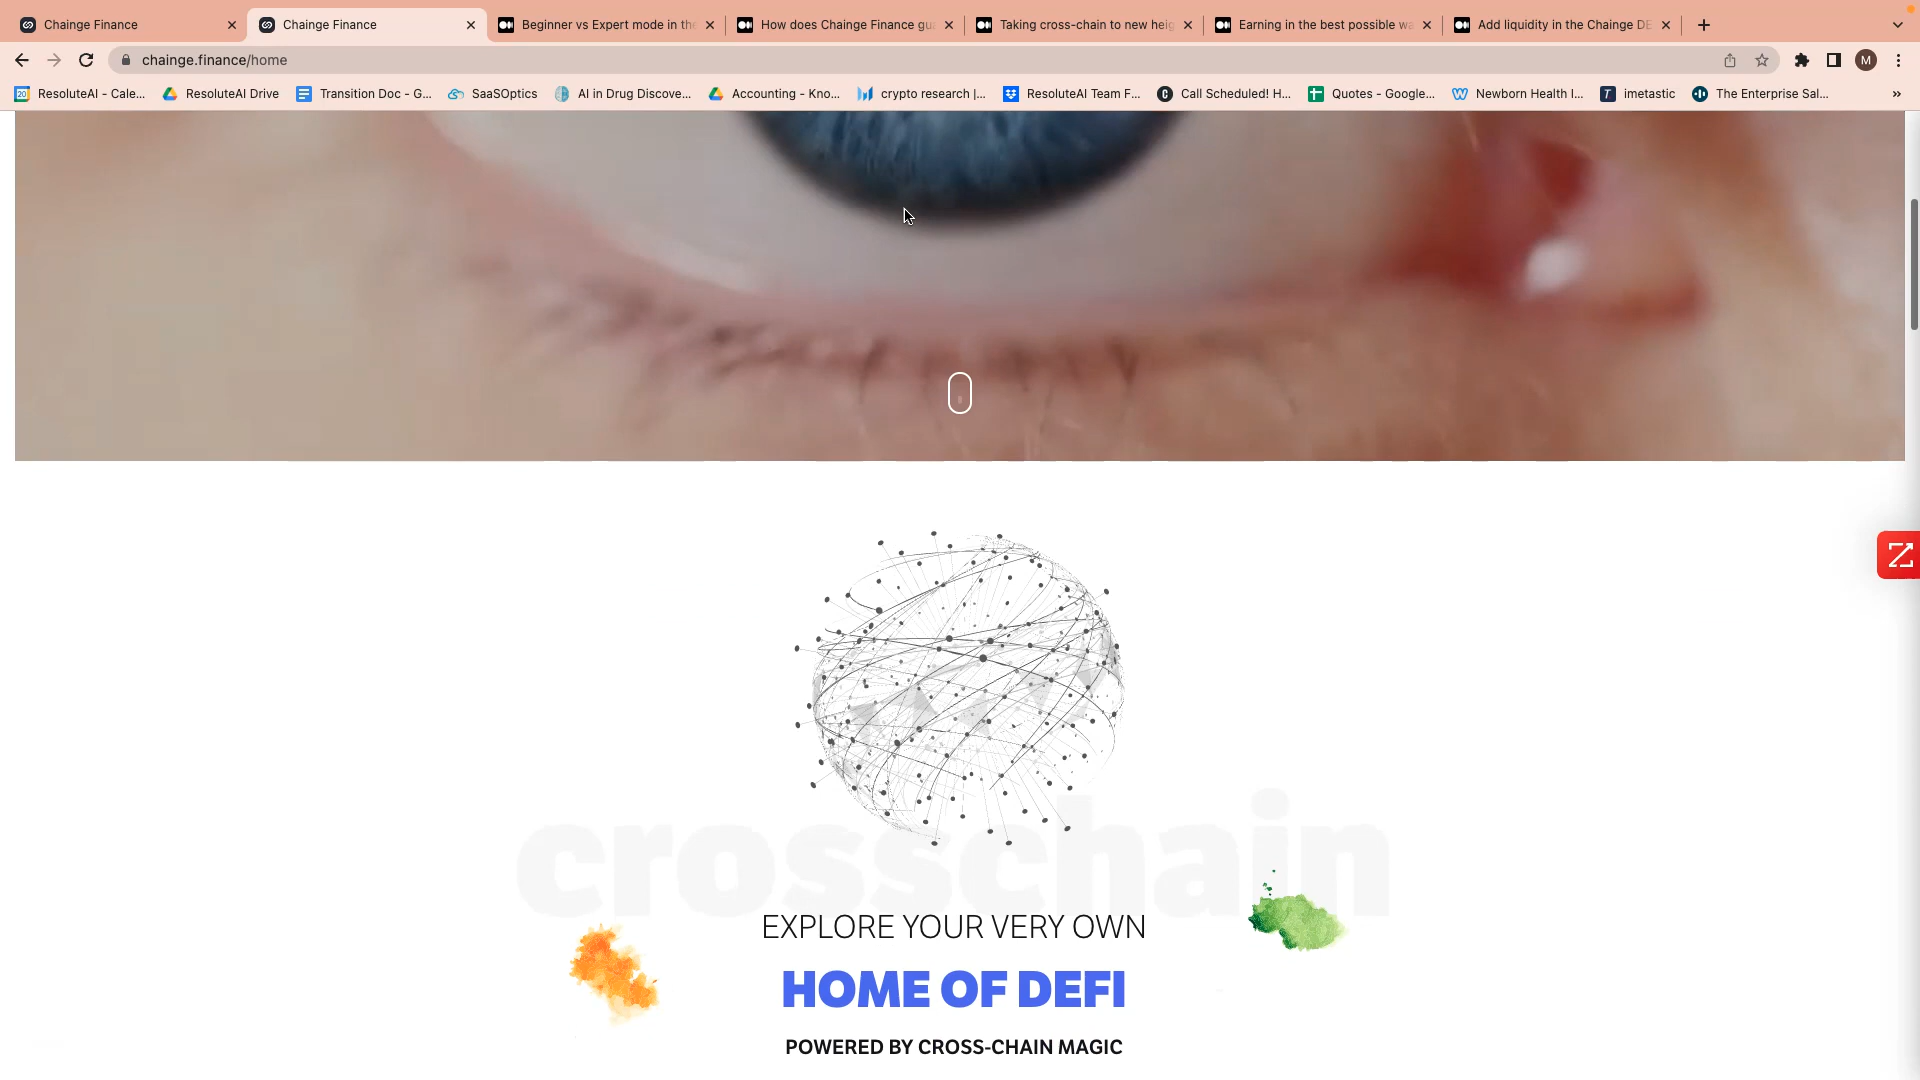 Chainge Finance
Chainge Finance
Beginner vs Expert mode in the
How does Chainge Finance gua
Taking cross-chain to new heig
Earning in the best possible wa
Add liquidity in the Chainge DE
chainge.finance/home
M
20
ResoluteAI - Cale...
ResoluteAI Drive
Transition Doc - G...
SaaSOptics
AI in Drug Discove...
Accounting - Kno...
crypto research |...
ResoluteAI Team F...
Call Scheduled! H...
Quotes - Google...
Newborn Health I...
imetastic
The Enterprise Sal...
crosschain
EXPLORE YOUR VERY OWN
HOME OF DEFI
POWERED BY CROSS-CHAIN MAGIC